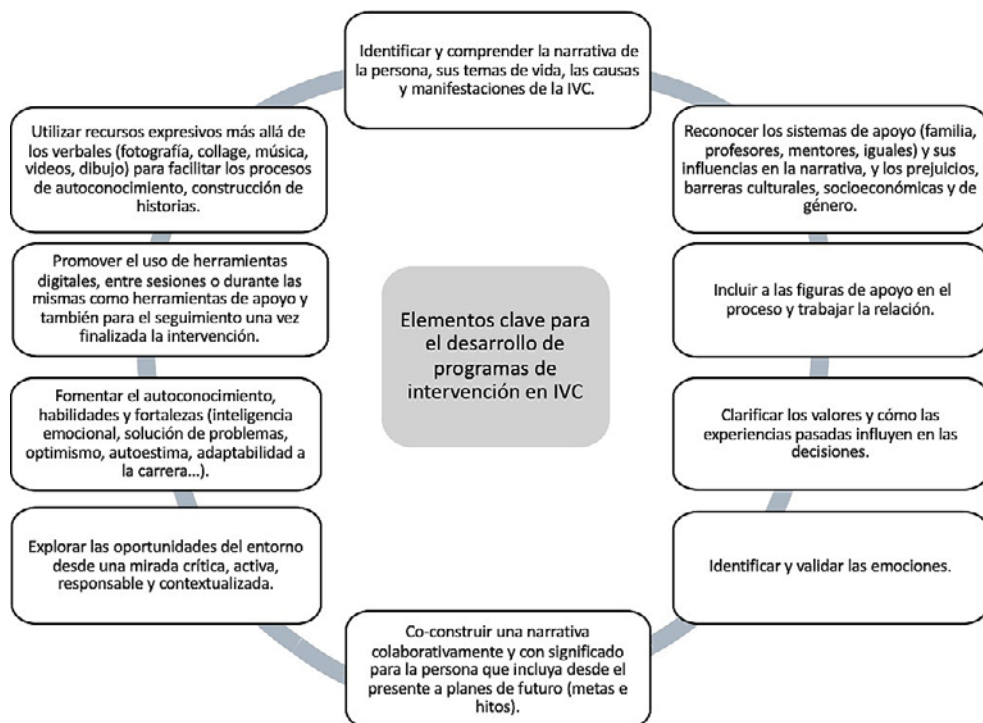 Identificar y comprender la narrativa de
la persona, sus temas de vida, las causas
y manifestaciones de la IVC.
Reconocer los sistemas de apoyo (familia,
profesores, mentores, iguales) y sus
influencias en la narrativa, y los prejuicios,
barreras culturales, socioeconómicas y de
género.
Incluir a las figuras de apoyo en el
proceso y trabajar la relación.
Clarificar los valores y cómo las
experiencias pasadas influyen en las
decisiones.
Identificar y validar las emociones.
Co-construir una narrativa
colaborativamente y con significado
para la persona que incluya desde el
presente a planes de futuro (metas e
hitos).
Explorar las oportunidades del entorno
desde una mirada crítica, activa,
responsable y contextualizada.
Fomentar el autoconocimiento,
habilidades y fortalezas (inteligencia
emocional, solución de problemas,
optimismo, autoestima, adaptabilidad a
la carrera...).
Promover el uso de herramientas
digitales, entre sesiones o durante las
mismas como herramientas de apoyo y
también para el seguimiento una vez
finalizada la intervención.
Utilizar recursos expresivos más allá de
los verbales (fotografía, collage, música,
videos, dibujo) para facilitar los procesos
de autoconocimiento, construcción de
historias.
Elementos clave para
el desarrollo de
programas de
intervención en IVC